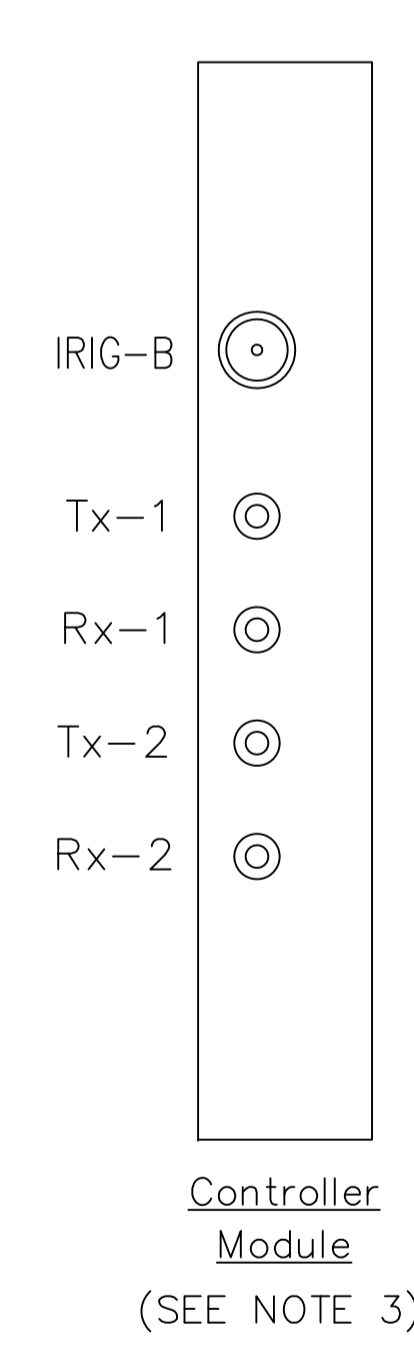 IRIG-B
Tx-1
Rx-1
Tx-2
Rx-2
Controller
Module
(SEE NOTE 3)